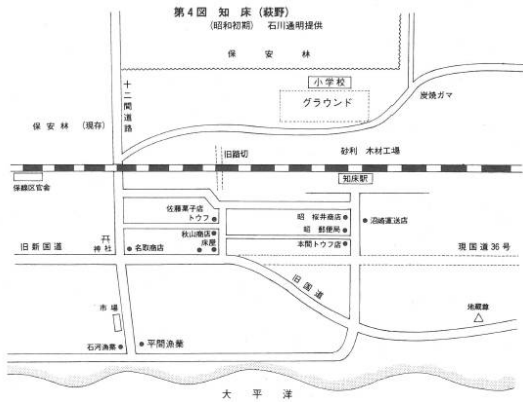 第4図 知床(萩野)
(昭和初期) 石川通明提供
保安林
小学校
グラウンド
十二間道路
炭焼ガマ
保安林 (現存)
旧踏切
砂利 木材工場
保線区官舎
知床駅
佐藤菓子店
トウフ
昭 桜井商店
沼崎運送店
秋山商店
昭 郵便局
床屋
本間トウフ店
旧新国道
神社
名取商店
現国道36号
旧国道
市場
地蔵尊
石河漁業
平間漁業
大平洋